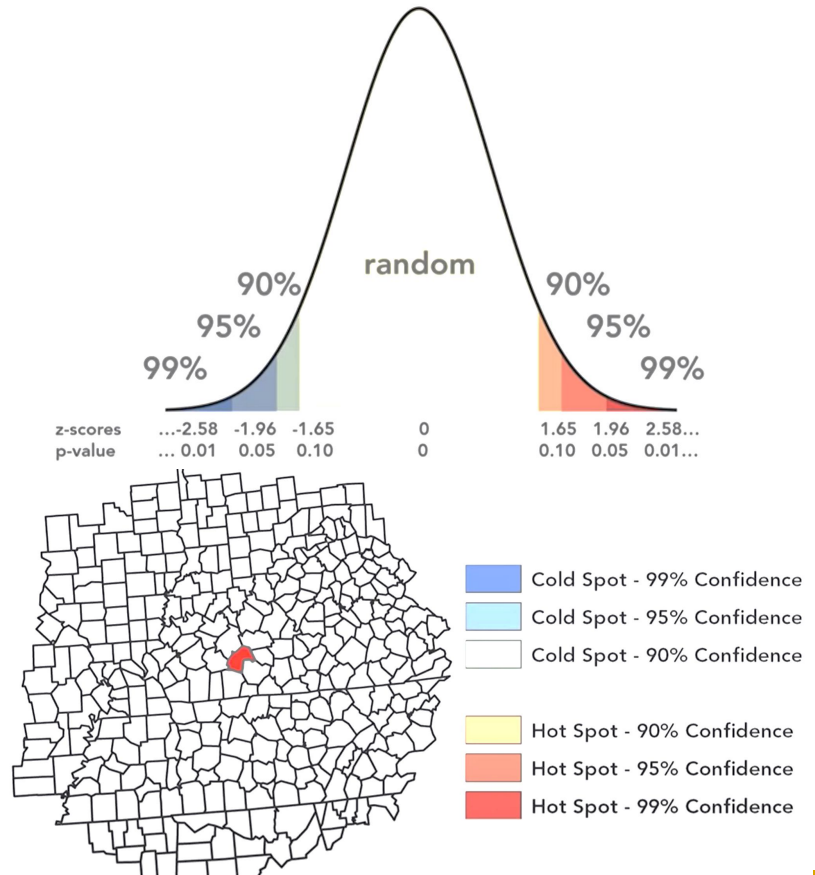 random
90%
90%
95%
95%
99%
99%
z-scores ...-2.58 -1.96 -1.65 0 1.65 1.96 2.58...
p-value ... 0.01 0.05 0.10 0 0.10 0.05 0.01...
Cold Spot - 99% Confidence
Cold Spot - 95% Confidence
Cold Spot - 90% Confidence
Hot Spot - 90% Confidence
Hot Spot - 95% Confidence
Hot Spot - 99% Confidence